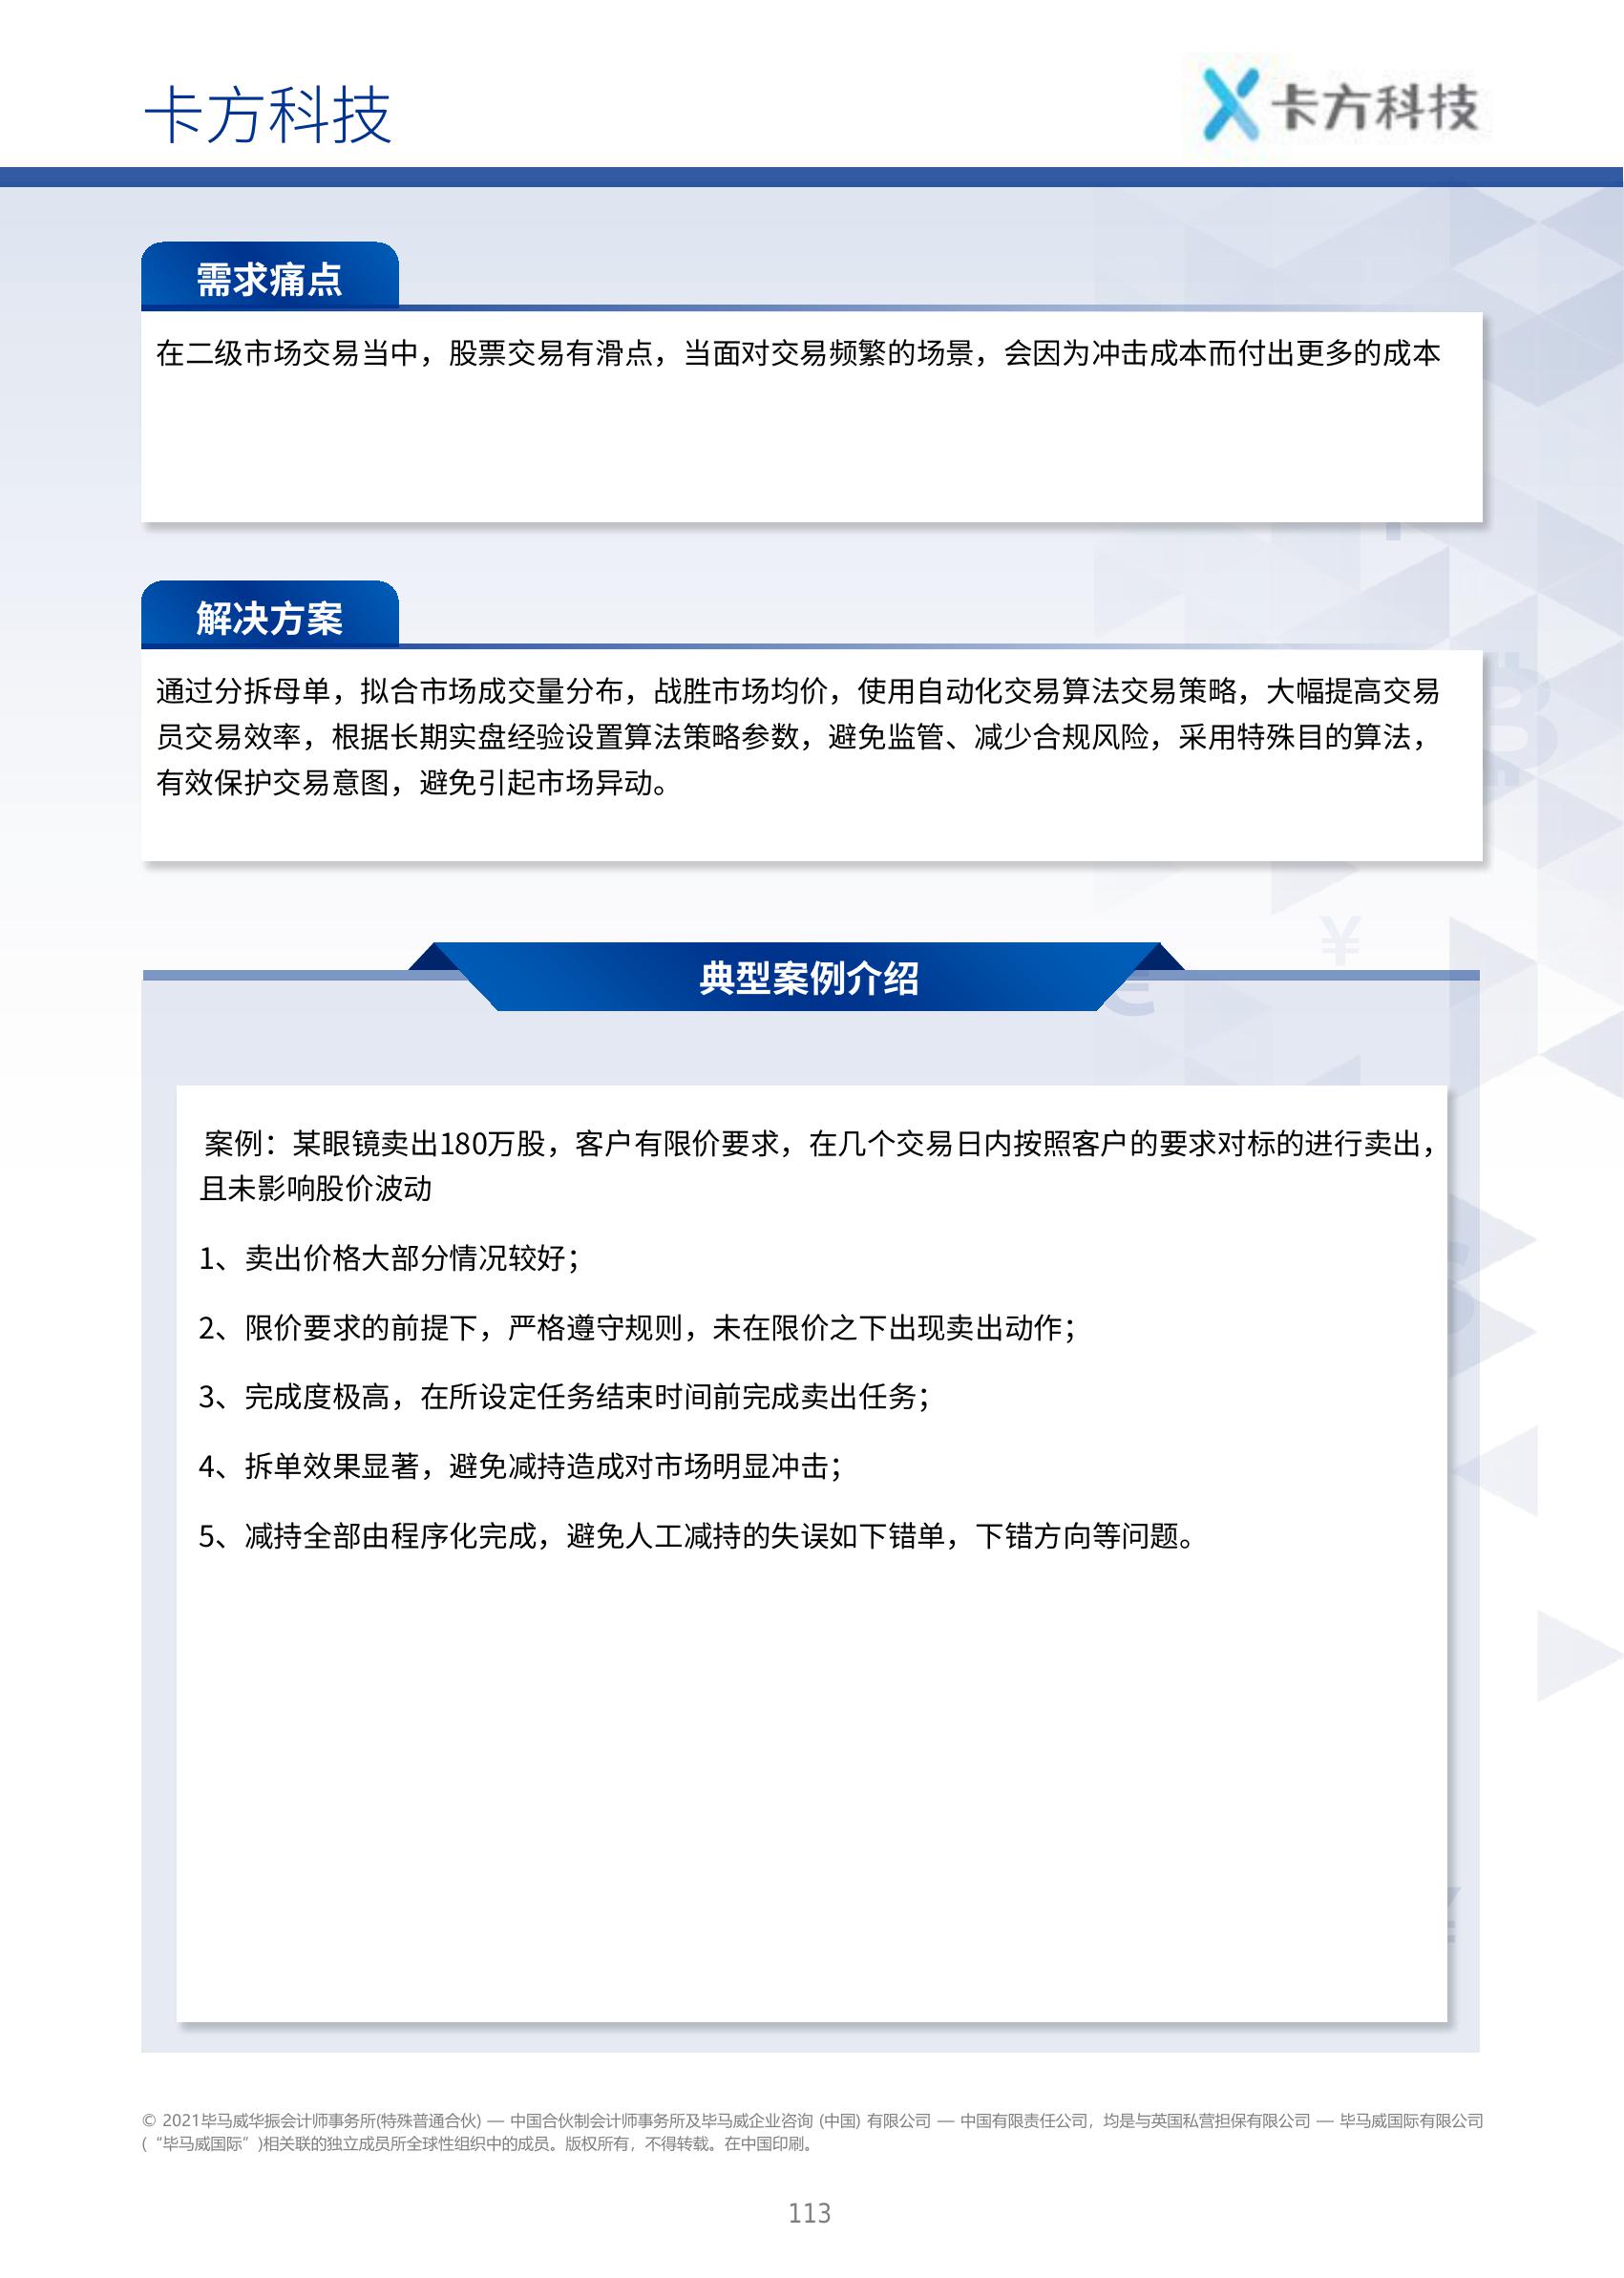 卡方科技
卡方科技
需求痛点
在二级市场交易当中，股票交易有滑点，当面对交易频繁的场景，会因为冲击成本而付出更多的成本
解决方案
通过分拆母单，拟合市场成交量分布，战胜市场均价，使用自动化交易算法交易策略，大幅提高交易
员交易效率，根据长期实盘经验设置算法策略参数，避免监管、减少合规风险，采用特殊目的算法，
有效保护交易意图，避免引起市场异动。
典型案例介绍
案例：某眼镜卖出180万股，客户有限价要求，在几个交易日内按照客户的要求对标的进行卖出，
且未影响股价波动
1、卖出价格大部分情况较好；
2、限价要求的前提下，严格遵守规则，未在限价之下出现卖出动作；
3、完成度极高，在所设定任务结束时间前完成卖出任务；
4、拆单效果显著，避免减持造成对市场明显冲击；
5、减持全部由程序化完成，避免人工减持的失误如下错单，下错方向等问题。
© 2021毕马威华振会计师事务所(特殊普通合伙) — 中国合伙制会计师事务所及毕马威企业咨询 (中国) 有限公司 — 中国有限责任公司，均是与英国私营担保有限公司 — 毕马威国际有限公司
(“毕马威国际”)相关联的独立成员所全球性组织中的成员。版权所有，不得转载。在中国印刷。
113